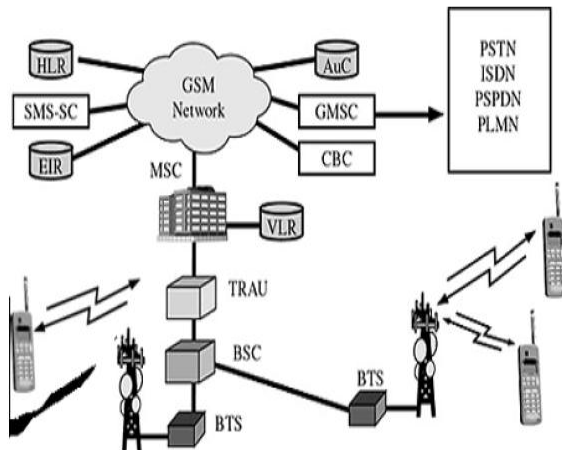 HLR
AuC
GSM
Network
SMS-SC
GMSC
EIR
CBC
PSTN
ISDN
PSPDN
PLMN
MSC
VLR
TRAU
BSC
BTS
BTS